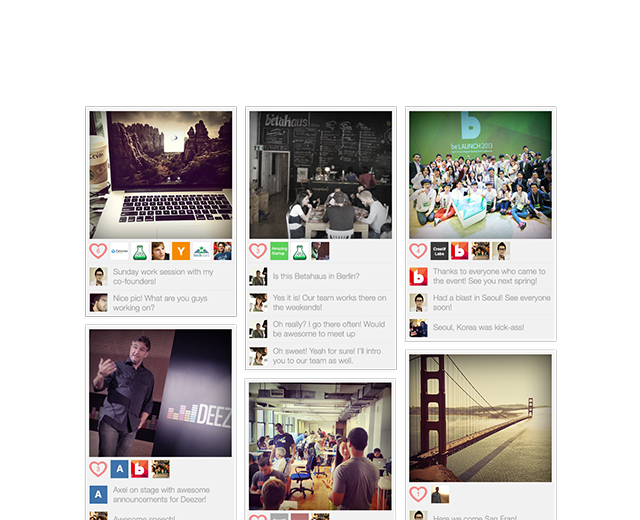 Sunday work session with my
co-founders!
Nice pic! What are you guys
working on?
DEEZ
A
Axel on stage with awesome
announcements for Deezer!
Awesome speech!
betahaus
Amazing
Startup
Y
Is this Betahaus in Berlin?
Yes it is! Our team works there on
the weekends!
Oh really? I go there often! Would
be awesome to meet up
Oh sweet! Yeah for sure! I'll intro
you to our team as well.
b
beLAUNCH 2013
Creatif
Labs
b
Thanks to everyone who came to
the event! See you next spring!
Had a blast in Seoul! See everyone
soon!
Seoul, Korea was kick-ass!
Here we come San Fran!